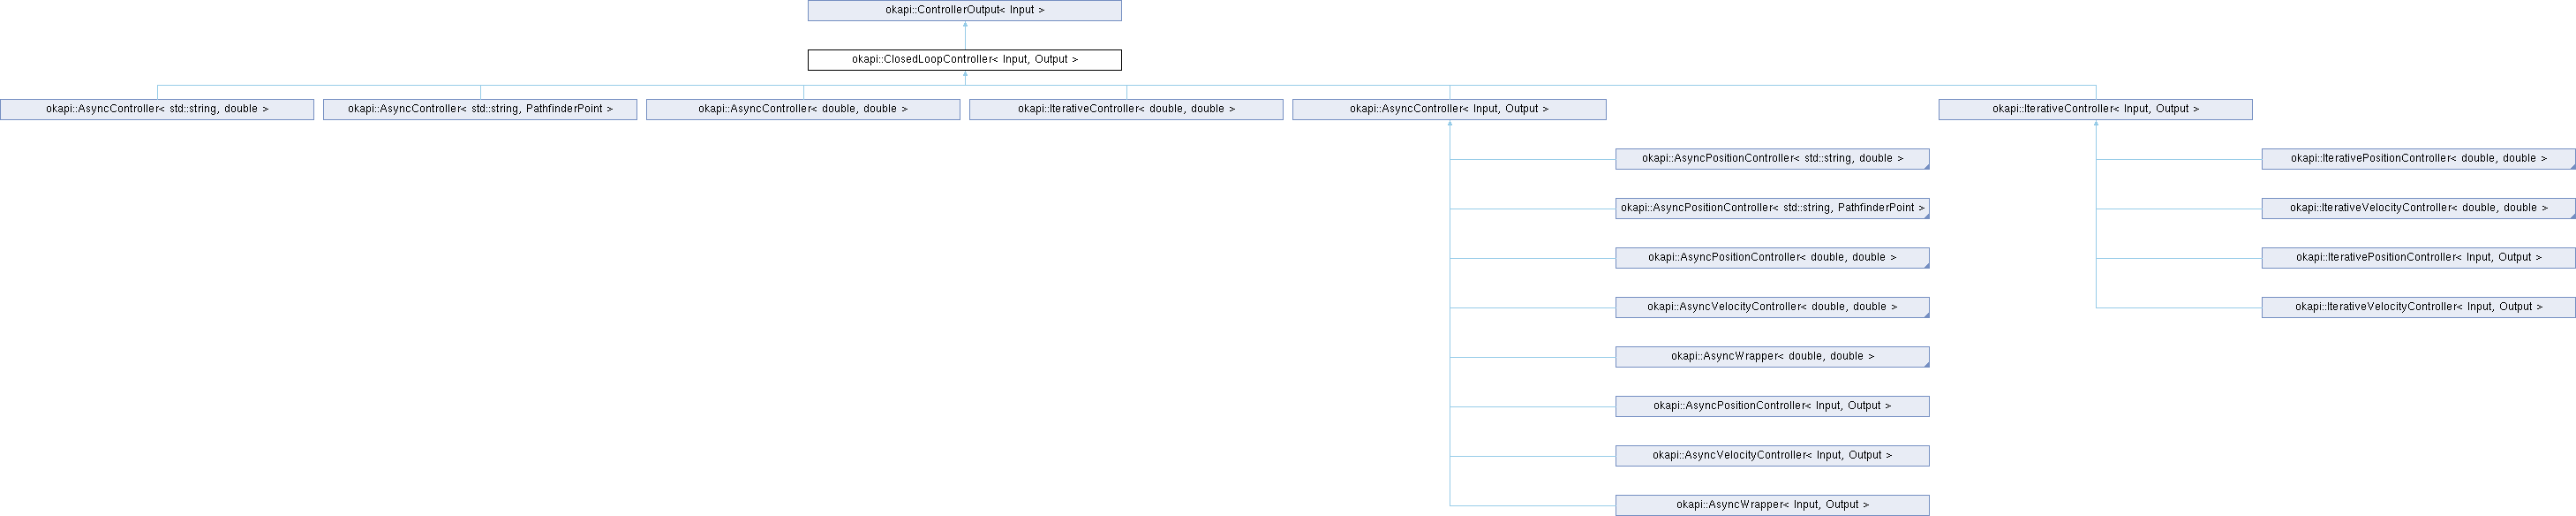 okapi::ControllerOutput< Input >
okapi::ClosedLoopController< Input, Output >
okapi::AsyncController< std::string, double >
okapi::AsyncController< std::string, PathfinderPoint >
okapi::AsyncController< double, double >
okapi::IterativeController< double, double >
okapi::AsyncController< Input, Output >
okapi::IterativeController< Input, Output >
okapi::AsyncPositionController< std::string, double >
okapi::AsyncPositionController< std::string, PathfinderPoint >
okapi::AsyncPositionController< double, double >
okapi::AsyncVelocityController< double, double >
okapi::AsyncWrapper< double, double >
okapi::AsyncPositionController< Input, Output >
okapi::AsyncVelocityController< Input, Output >
okapi::AsyncWrapper< Input, Output >
okapi::IterativePositionController< double, double >
okapi::IterativeVelocityController< double, double >
okapi::IterativePositionController< Input, Output >
okapi::IterativeVelocityController< Input, Output >